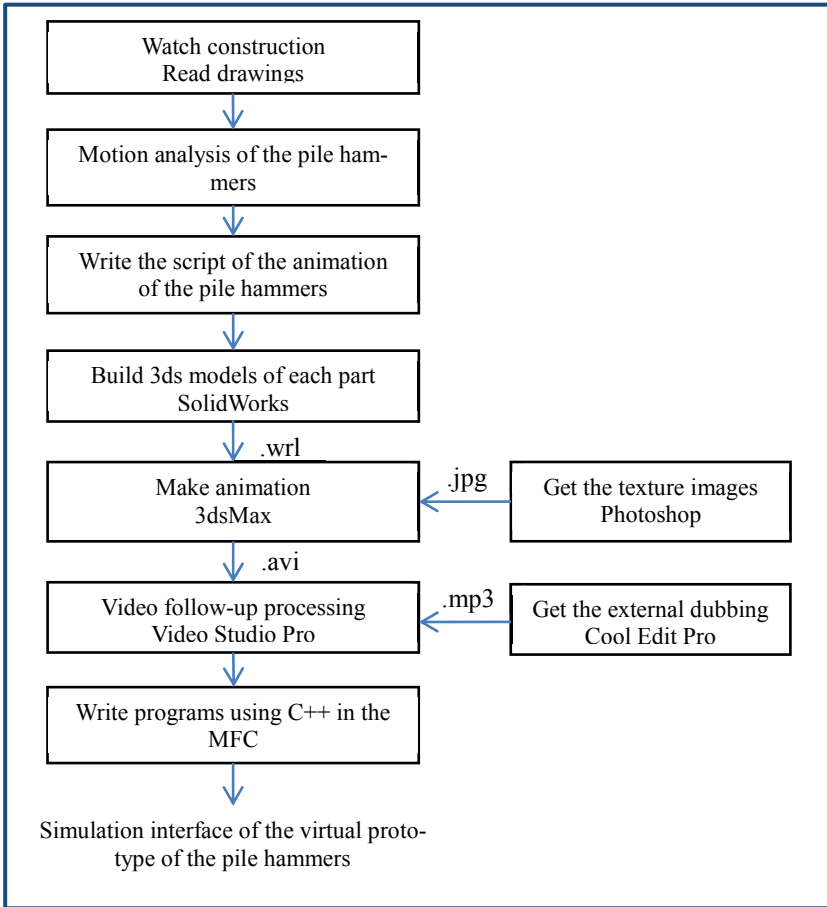 Watch construction
Read drawings
Motion analysis of the pile ham-
mers
Write the script of the animation
of the pile hammers
Build 3ds models of each part
SolidWorks
.wrl
Make animation
3dsMax
.jpg
Get the texture images
Photoshop
.avi
Video follow-up processing
Video Studio Pro
.mp3
Get the external dubbing
Cool Edit Pro
Write programs using C++ in the
MFC
Simulation interface of the virtual proto-
type of the pile hammers